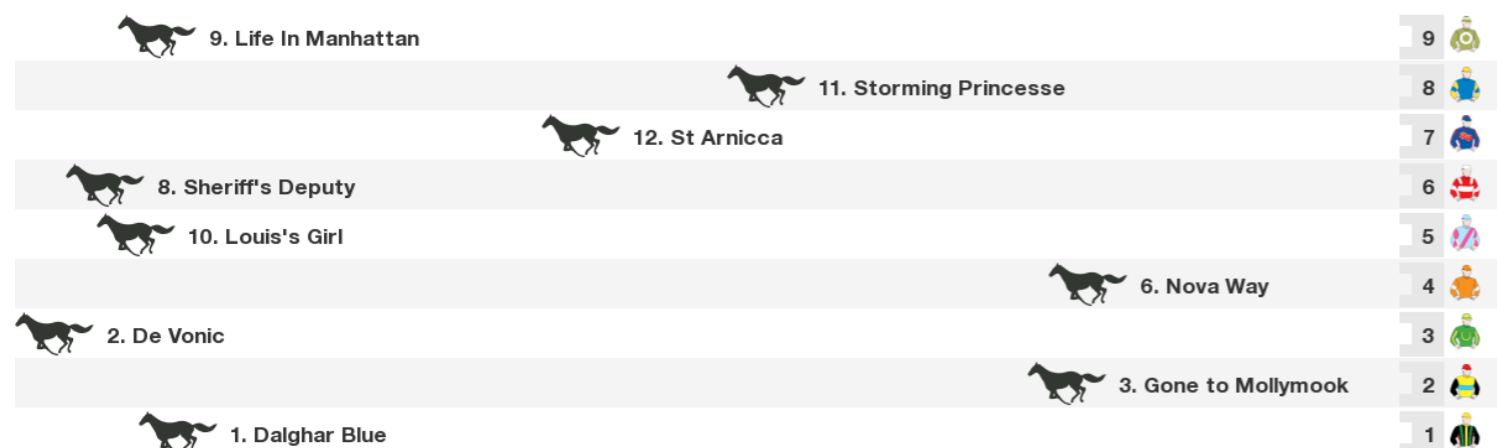 9. Life In Manhattan 9
11. Storming Princesse 8
12. St Arnicca 7
8. Sheriff's Deputy 6
10. Louis's Girl 5
6. Nova Way 4
2. De Vonic 3
3. Gone to Mollymook 2
1. Dalghar Blue 1